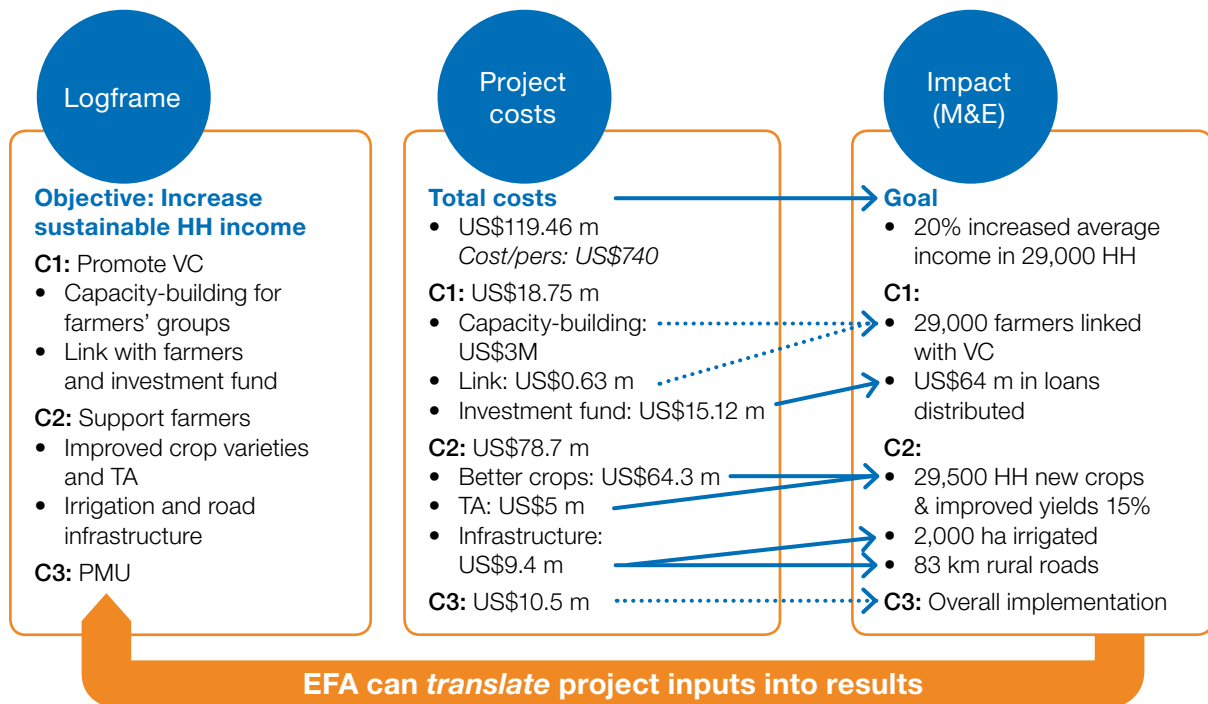 Logframe
Objective: Increase
sustainable HH income
C1: Promote VC
• Capacity-building for
farmers’ groups
• Link with farmers
and investment fund
C2: Support farmers
• Improved crop varieties
and TA
• Irrigation and road
infrastructure
C3: PMU
Project
costs
Total costs
• US$119.46 m
Cost/pers: US$740
C1: US$18.75 m
• Capacity-building:
US$3M
• Link: US$0.63 m
• Investment fund: US$15.12 m
C2: US$78.7 m
• Better crops: US$64.3 m
• TA: US$5 m
• Infrastructure:
US$9.4 m
C3: US$10.5 m
Impact
(M&E)
Goal
• 20% increased average
income in 29,000 HH
C1:
• 29,000 farmers linked
with VC
• US$64 m in loans
distributed
C2:
• 29,500 HH new crops
& improved yields 15%
• 2,000 ha irrigated
• 83 km rural roads
C3: Overall implementation
EFA can translate project inputs into results